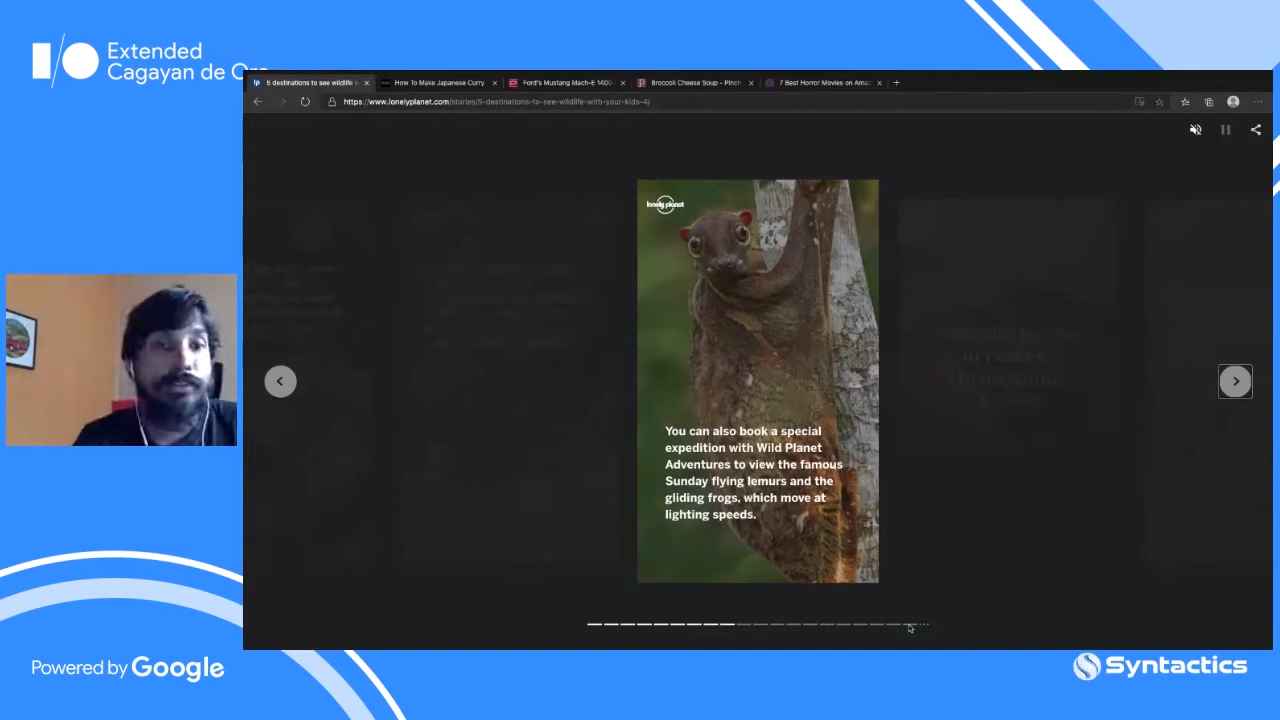 Extended
Cagayan de Oro
5 destinations to see wildlife
How To Make Japanese Curry
Ford's Mustang Mach-E 1400
Broccoli Cheese Soup - Pinch
7 Best Horror Movies on Amaz
https://www.lonelyplanet.com/stories/5-destinations-to-see-wildlife-with-your-kids-4/
lonely planet
You can also book a special
expedition with Wild Planet
Adventures to view the famous
Sunday flying lemurs and the
gliding frogs, which move at
lighting speeds.
Powered by Google
Syntactics